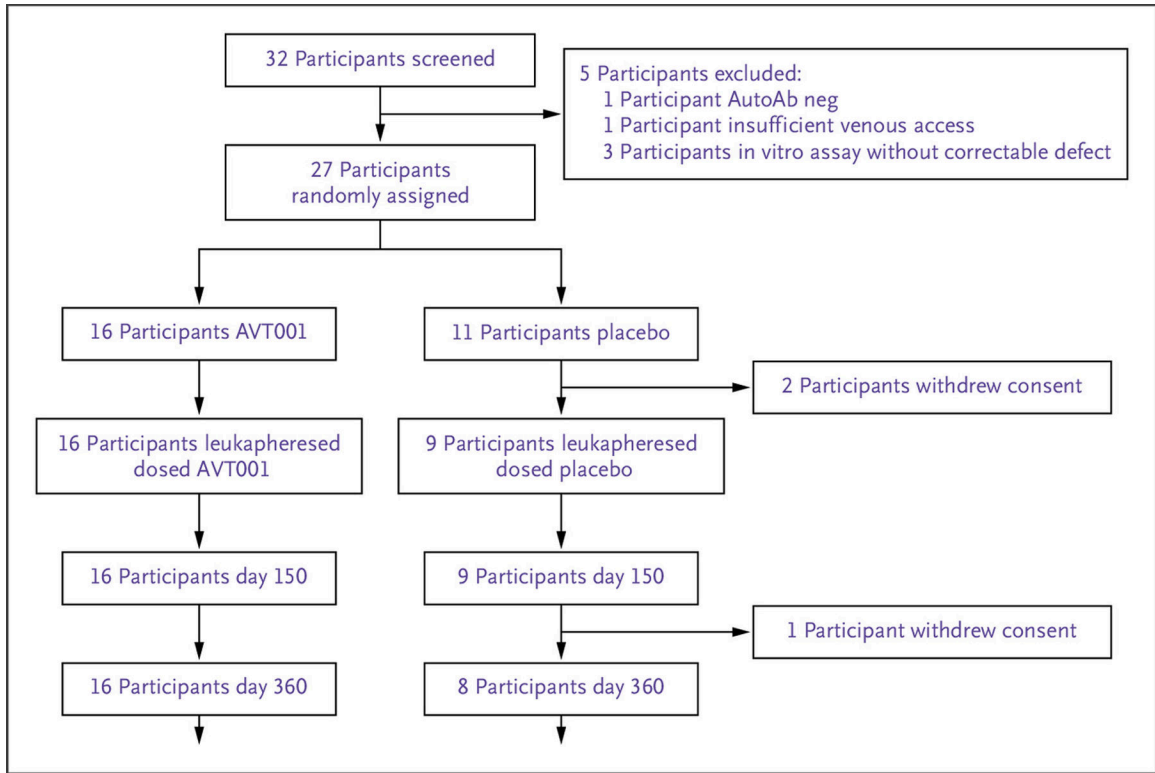 32 Participants screened
5 Participants excluded:
1 Participant AutoAb neg
1 Participant insufficient venous access
3 Participants in vitro assay without correctable defect
27 Participants
randomly assigned
16 Participants AVT001
11 Participants placebo
2 Participants withdrew consent
16 Participants leukapheresed
dosed AVT001
9 Participants leukapheresed
dosed placebo
16 Participants day 150
9 Participants day 150
1 Participant withdrew consent
16 Participants day 360
8 Participants day 360